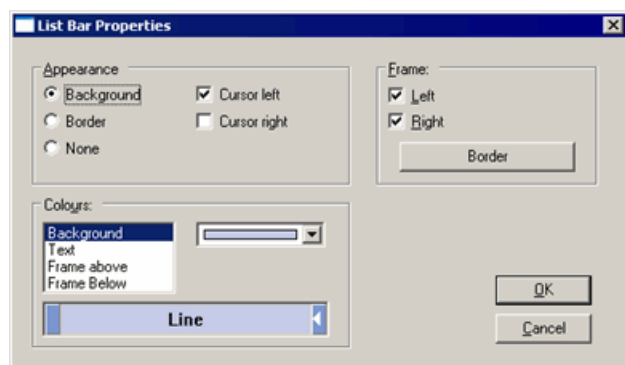 List Bar Properties
Appearance
Background
Border
None
Cursor left
Cursor right
Frame:
Left
Right
Border
Colours:
Background
Text
Frame above
Frame Below
Line
OK
Cancel